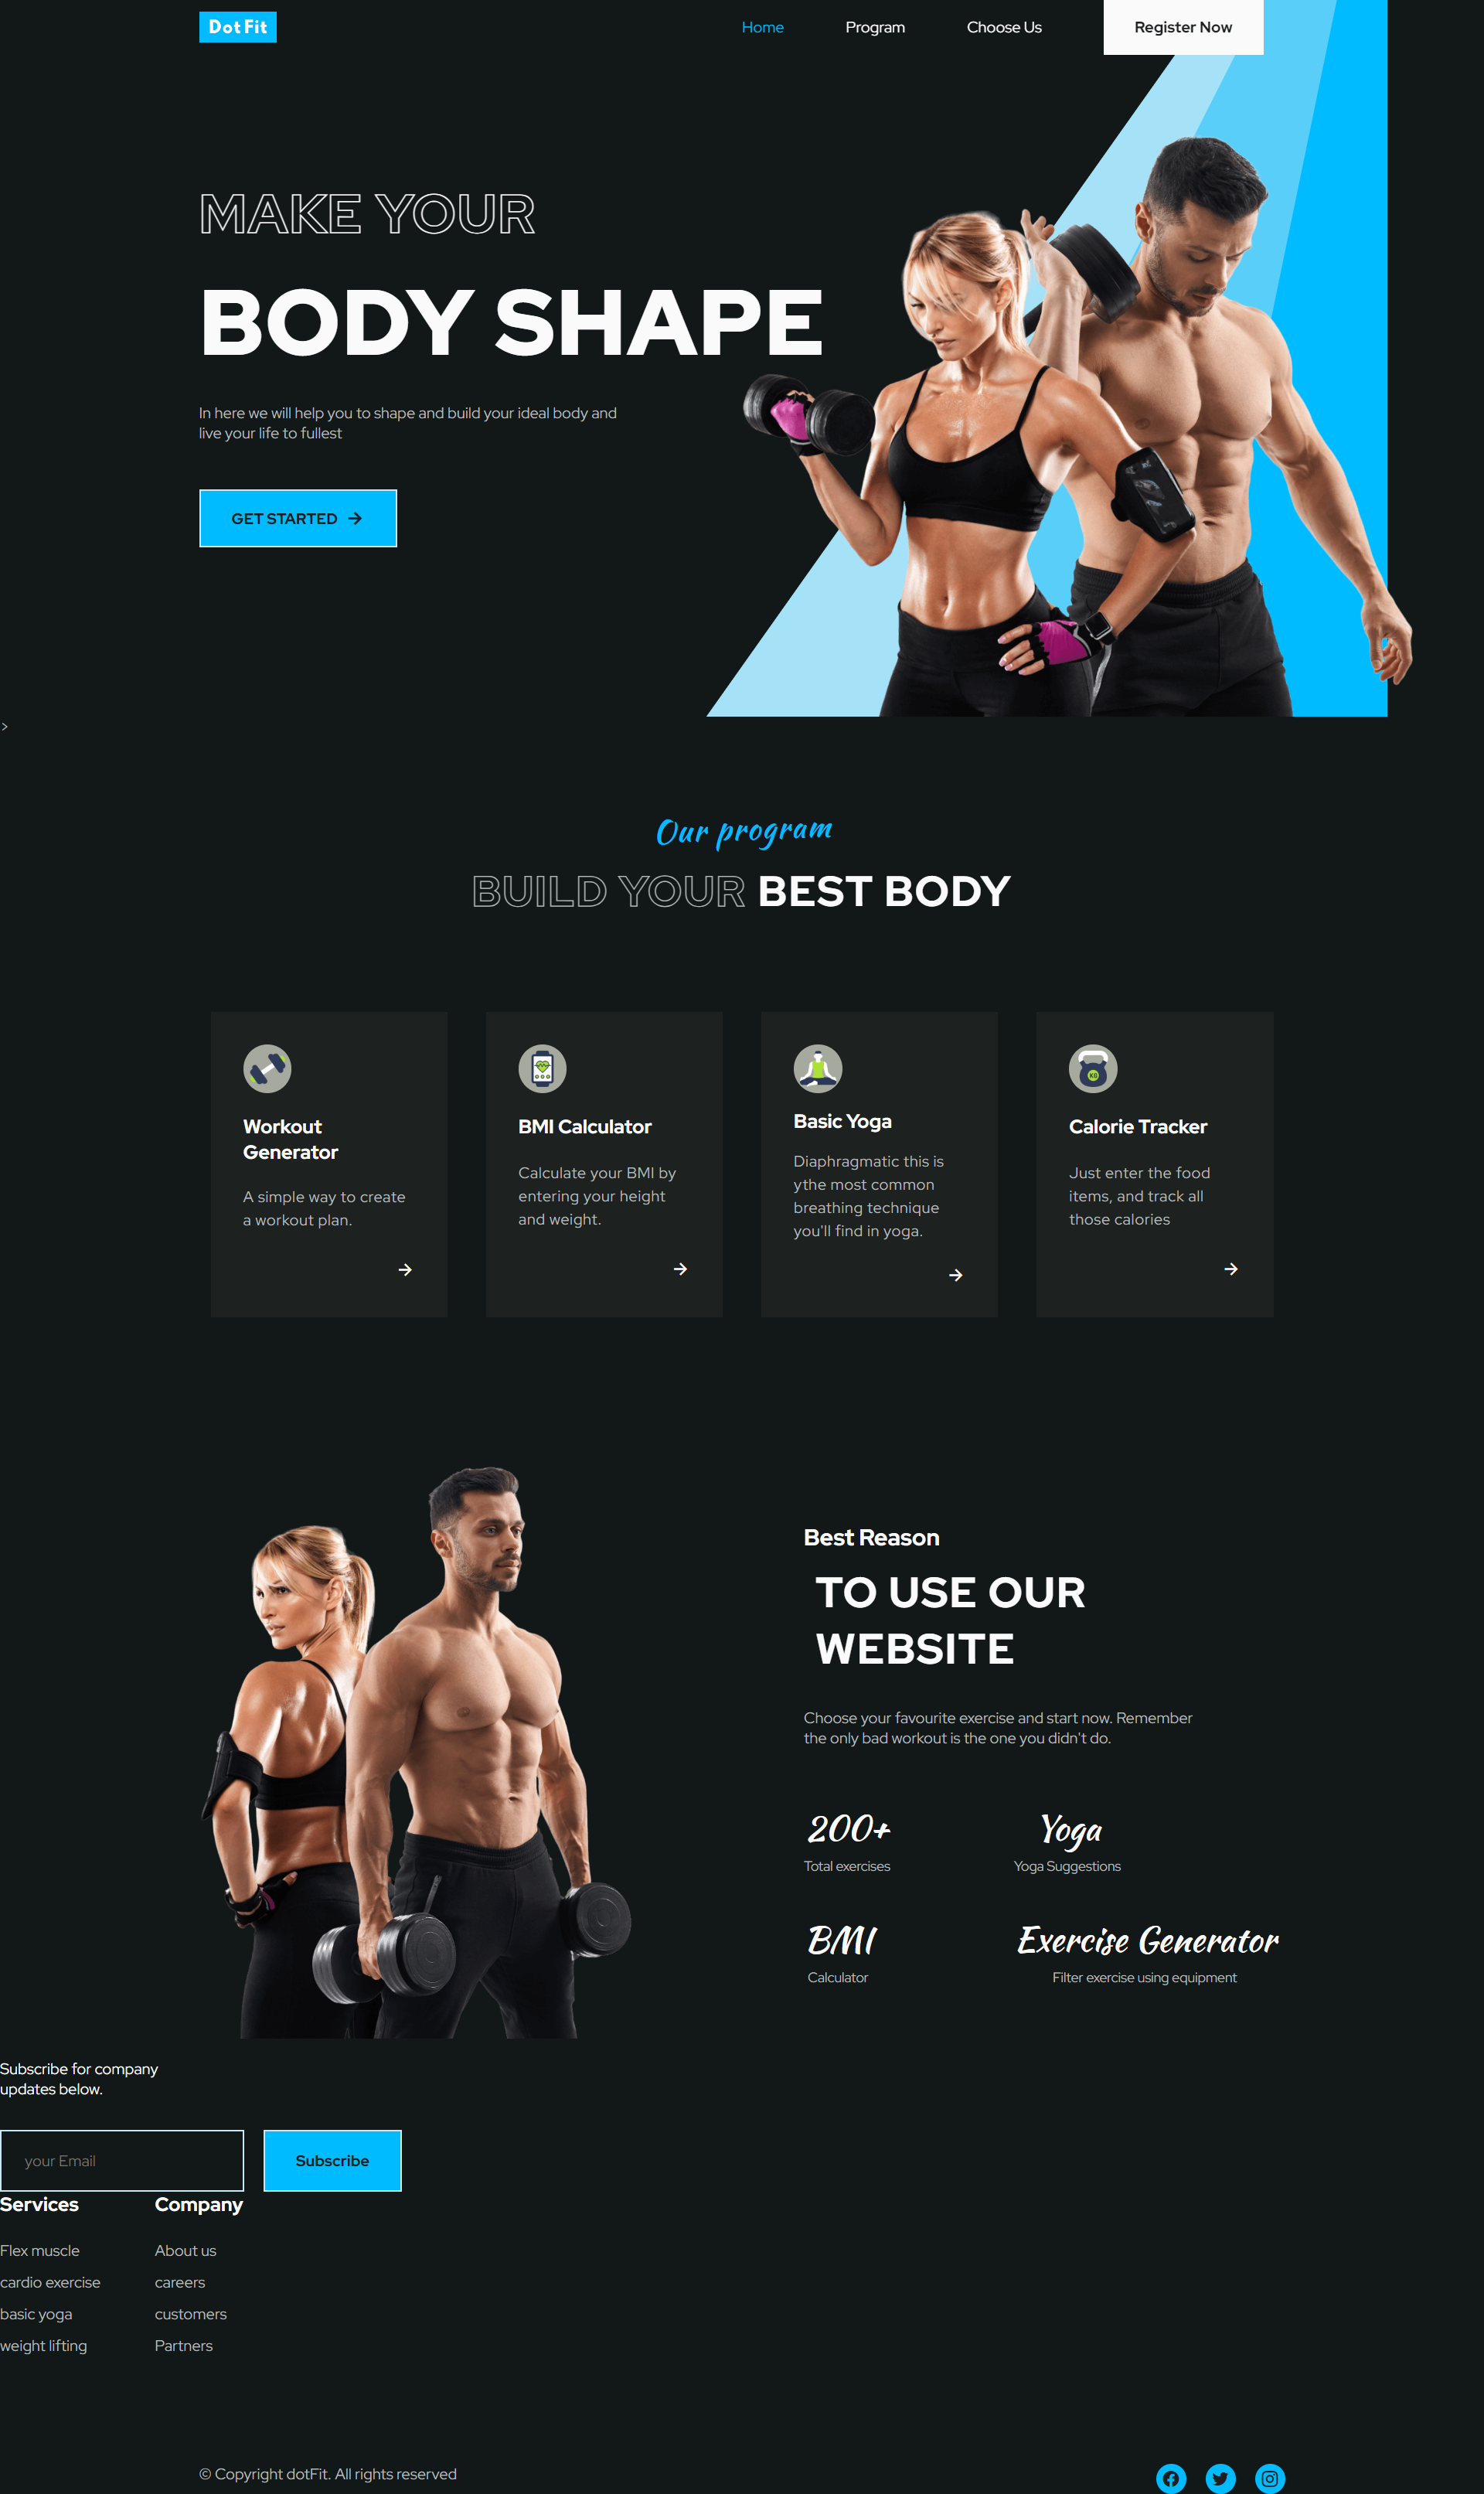 Dot Fit
Home
Program
Choose Us
Register Now
MAKE YOUR
BODY SHAPE
In here we will help you to shape and build your ideal body and
live your life to fullest
GET STARTED
>
Our program
BUILD YOUR BEST BODY
Workout
Generator
A simple way to create
a workout plan.
BMI Calculator
Calculate your BMI by
entering your height
and weight.
Basic Yoga
Diaphragmatic this is
ythe most common
breathing technique
you'll find in yoga.
KG
Calorie Tracker
Just enter the food
items, and track all
those calories
Best Reason
TO USE OUR
WEBSITE
Choose your favourite exercise and start now. Remember
the only bad workout is the one you didn't do.
200+
Total exercises
Yoga
Yoga Suggestions
BMI
Calculator
Exercise Generator
Filter exercise using equipment
Subscribe for company
updates below.
your Email
Subscribe
Services
Flex muscle
cardio exercise
basic yoga
weight lifting
Company
About us
careers
customers
Partners
© Copyright dotFit. All rights reserved